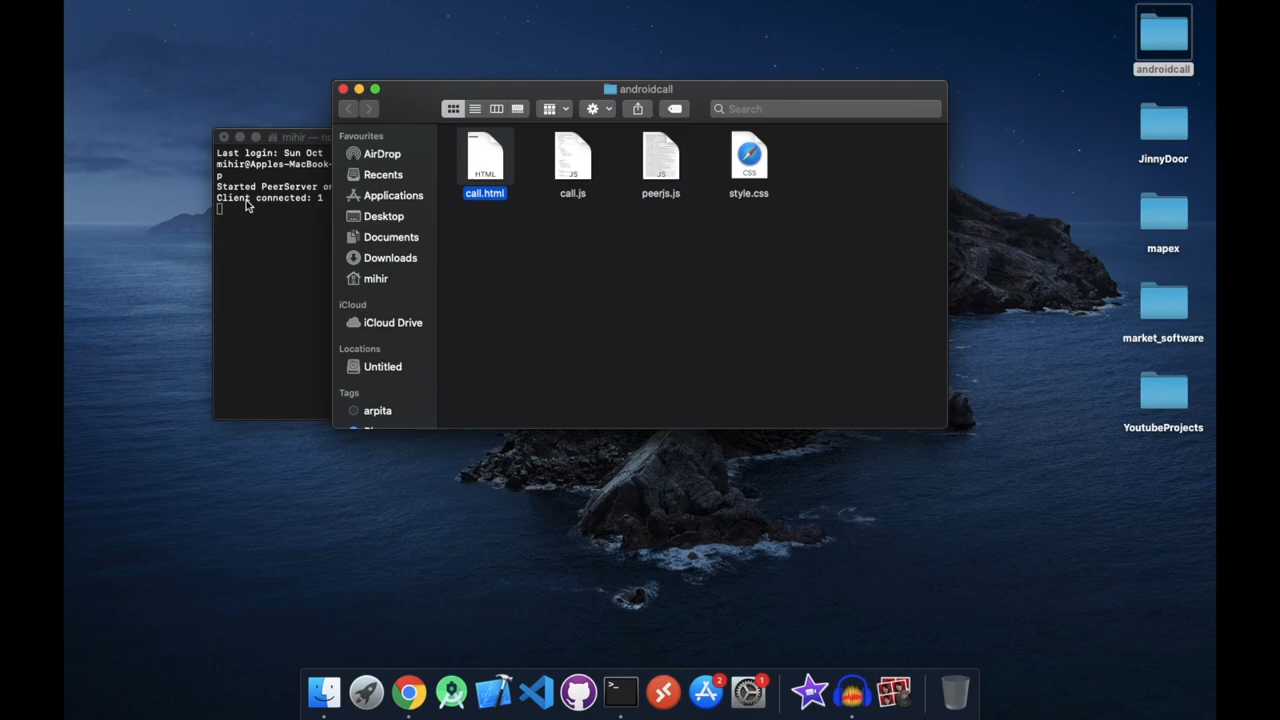 androidcall
Search
mihir — no
Last login: Sun Oct
mihir@Apples-MacBook-
p
Started PeerServer on
Client connected: 1
Favourites
AirDrop
Recents
Applications
Desktop
Documents
Downloads
mihir
iCloud
iCloud Drive
Locations
Untitled
Tags
arpita
HTML
call.html
JS
call.js
JS
peerjs.js
CSS
style.css
androidcall
JinnyDoor
mapex
market_software
YoutubeProjects
>_
2
1